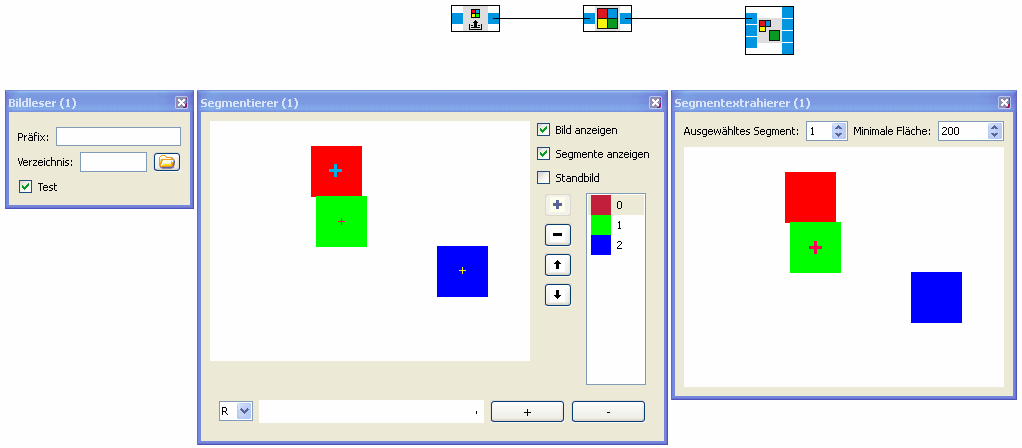 Bildleser (1)
Präfix:
Verzeichnis:
Test
Segmentierer (1)
Bild anzeigen
Segmente anzeigen
Standbild
0
1
2
R
+
-
Segmentextrahierer (1)
Ausgewähltes Segment: 1 Minimale Fläche: 200